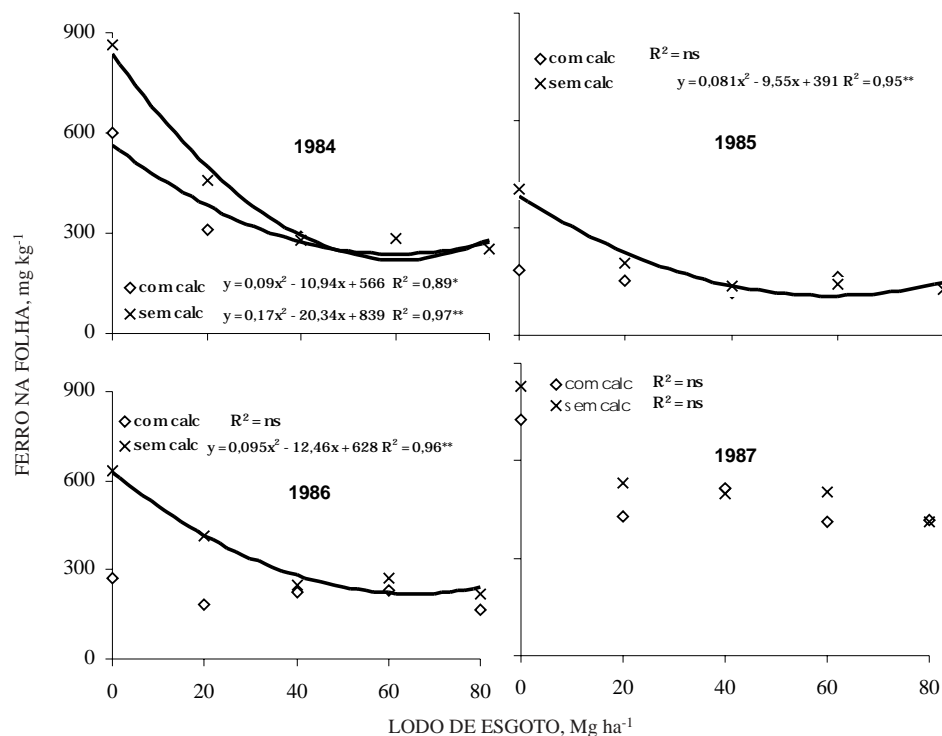 FERRO NA FOLHA, mg kg⁻¹
900
600
300
0
1984
com calc y = 0,09x² - 10,94x + 566 R² = 0,89*
sem calc y = 0,17x² - 20,34x + 839 R² = 0,97**
com calc R² = ns
sem calc y = 0,081x² - 9,55x + 391 R² = 0,95**
1985
900
600
300
0
com calc R² = ns
sem calc y = 0,095x² - 12,46x + 628 R² = 0,96**
1986
0 20 40 60 80
com calc R² = ns
sem calc R² = ns
1987
0 20 40 60 80
LODO DE ESGOTO, Mg ha⁻¹